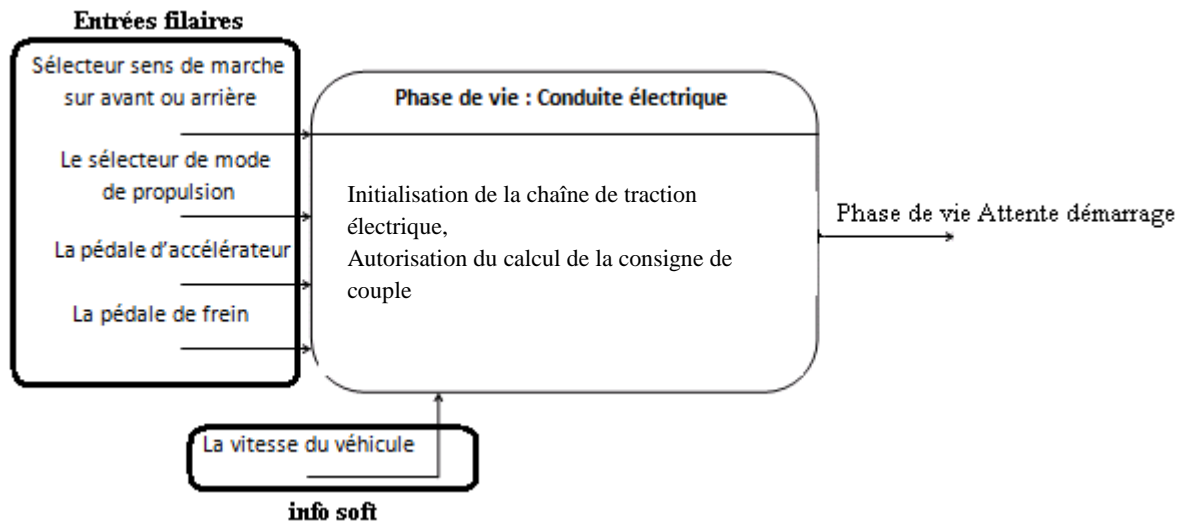 Entrées filaires
Sélecteur sens de marche
sur avant ou arrière
Le sélecteur de mode
de propulsion
La pédale d'accélérateur
La pédale de frein
Phase de vie : Conduite électrique
Initialisation de la chaîne de traction
électrique,
Autorisation du calcul de la consigne de
couple
Phase de vie Attente démarrage
La vitesse du véhicule
info soft